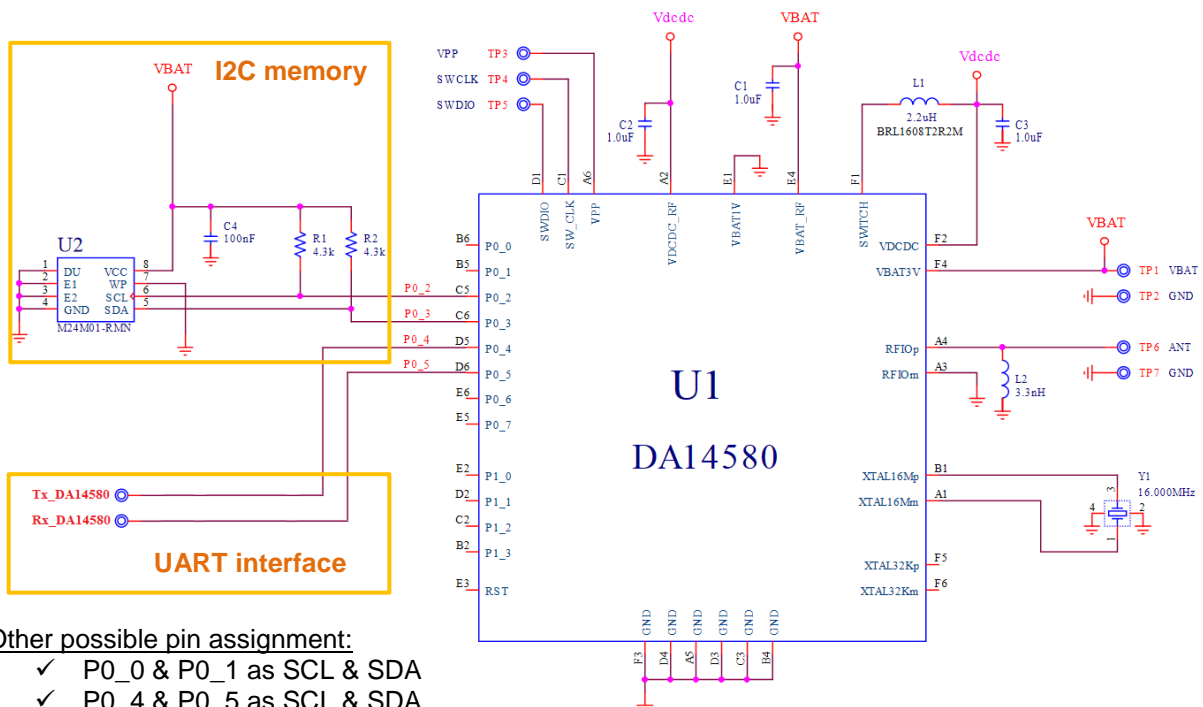 Vdcdc
VBAT
I2C memory
VBAT
VPP TP3
SWCLK TP4
SWDIO TP5
C2
1.0uF
C1
1.0uF
Vdcdc
L1
2.2uH
BRL1608T2R2M
C3
1.0uF
D1 C1 A6 A2 E1 E4 F1
SWDIO SW_CLK VPP VDCDC_RF VBAT1V VBAT_RF SWITCH
C4
100nF
R1
4.3k
R2
4.3k
U2
1 DU VCC 8
2 E1 WP 7
3 E2 SCL 6
4 GND SDA 5
M24M01-RMN
B6 P0_0
B5 P0_1
P0_2 C5 P0_2
P0_3 C6 P0_3
P0_4 D5 P0_4
P0_5 D6 P0_5
E6 P0_6
E5 P0_7
E2 P1_0
D2 P1_1
C2 P1_2
B2 P1_3
E3 RST
U1
DA14580
VDCDC F2
VBAT3V F4
VBAT
TP1 VBAT
TP2 GND
RFIOp A4
TP6 ANT
RFIOm A3
TP7 GND
L2
3.3nH
XTAL16Mp B1
XTAL16Mm A1
Y1
16.000MHz
3
4 2
1
XTAL32Kp F5
XTAL32Km F6
Tx_DA14580
Rx_DA14580
UART interface
GND GND GND GND GND GND
F3 D4 A5 D3 C3 B4
Other possible pin assignment:
✓ P0_0 & P0_1 as SCL & SDA
✓ P0_4 & P0_5 as SCL & SDA